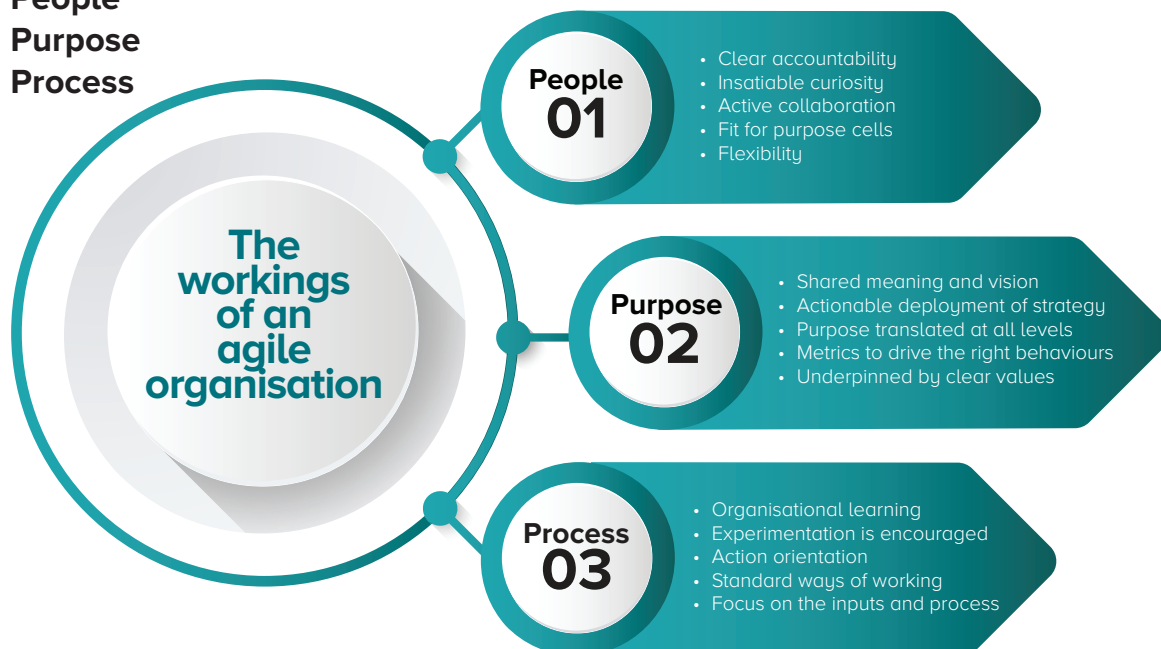 People
Purpose
Process
The
workings
of an
agile
organisation
People
01
• Clear accountability
• Insatiable curiosity
• Active collaboration
• Fit for purpose cells
• Flexibility
Purpose
02
• Shared meaning and vision
• Actionable deployment of strategy
• Purpose translated at all levels
• Metrics to drive the right behaviours
• Underpinned by clear values
Process
03
• Organisational learning
• Experimentation is encouraged
• Action orientation
• Standard ways of working
• Focus on the inputs and process